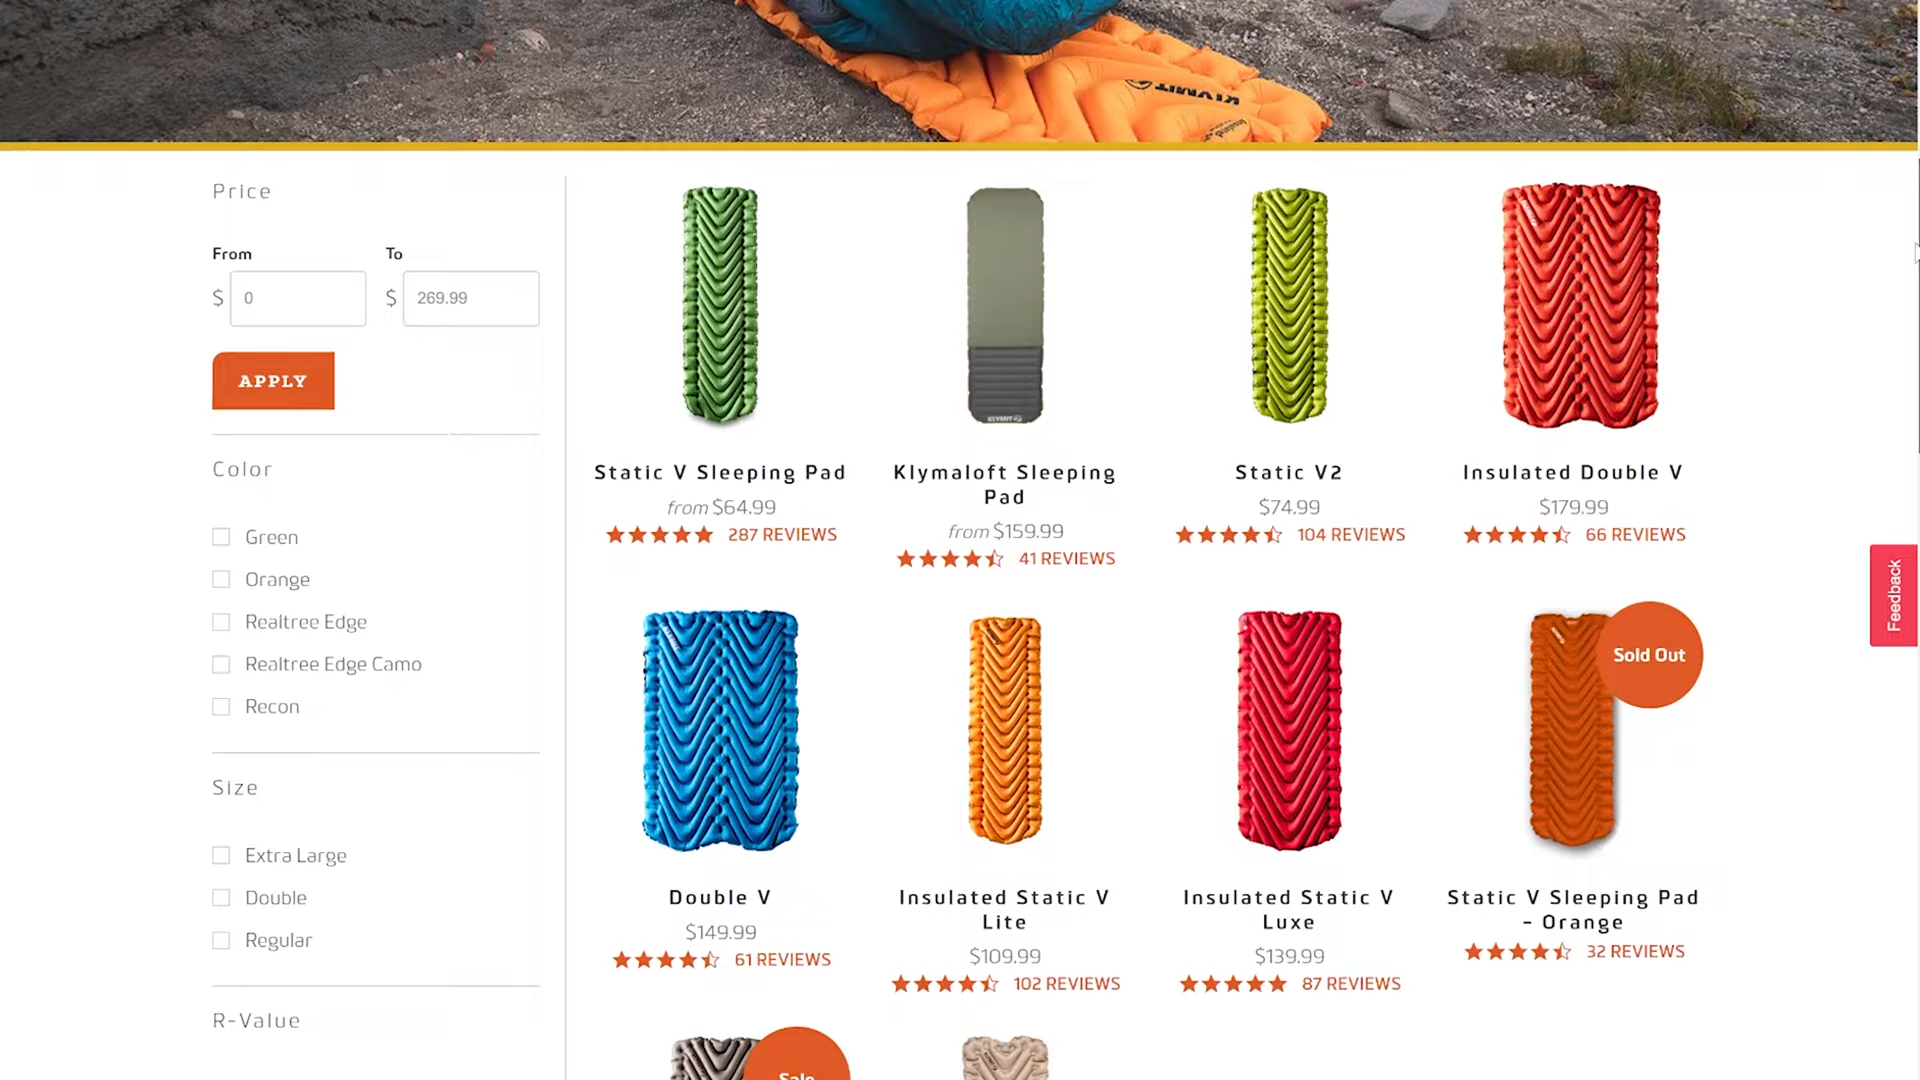 KLYMIT
Insulated
Price
From
To
$
0
$
269.99
APPLY
Color
Green
Orange
Realtree Edge
Realtree Edge Camo
Recon
Size
Extra Large
Double
Regular
R-Value
KLYMIT
Static V Sleeping Pad
from $64.99
287 REVIEWS
Klymaloft Sleeping
Pad
from $159.99
41 REVIEWS
Static V2
$74.99
104 REVIEWS
Insulated Double V
$179.99
66 REVIEWS
Sold Out
Double V
$149.99
61 REVIEWS
Insulated Static V
Lite
$109.99
102 REVIEWS
Insulated Static V
Luxe
$139.99
87 REVIEWS
Static V Sleeping Pad
- Orange
32 REVIEWS
Sale
Feedback